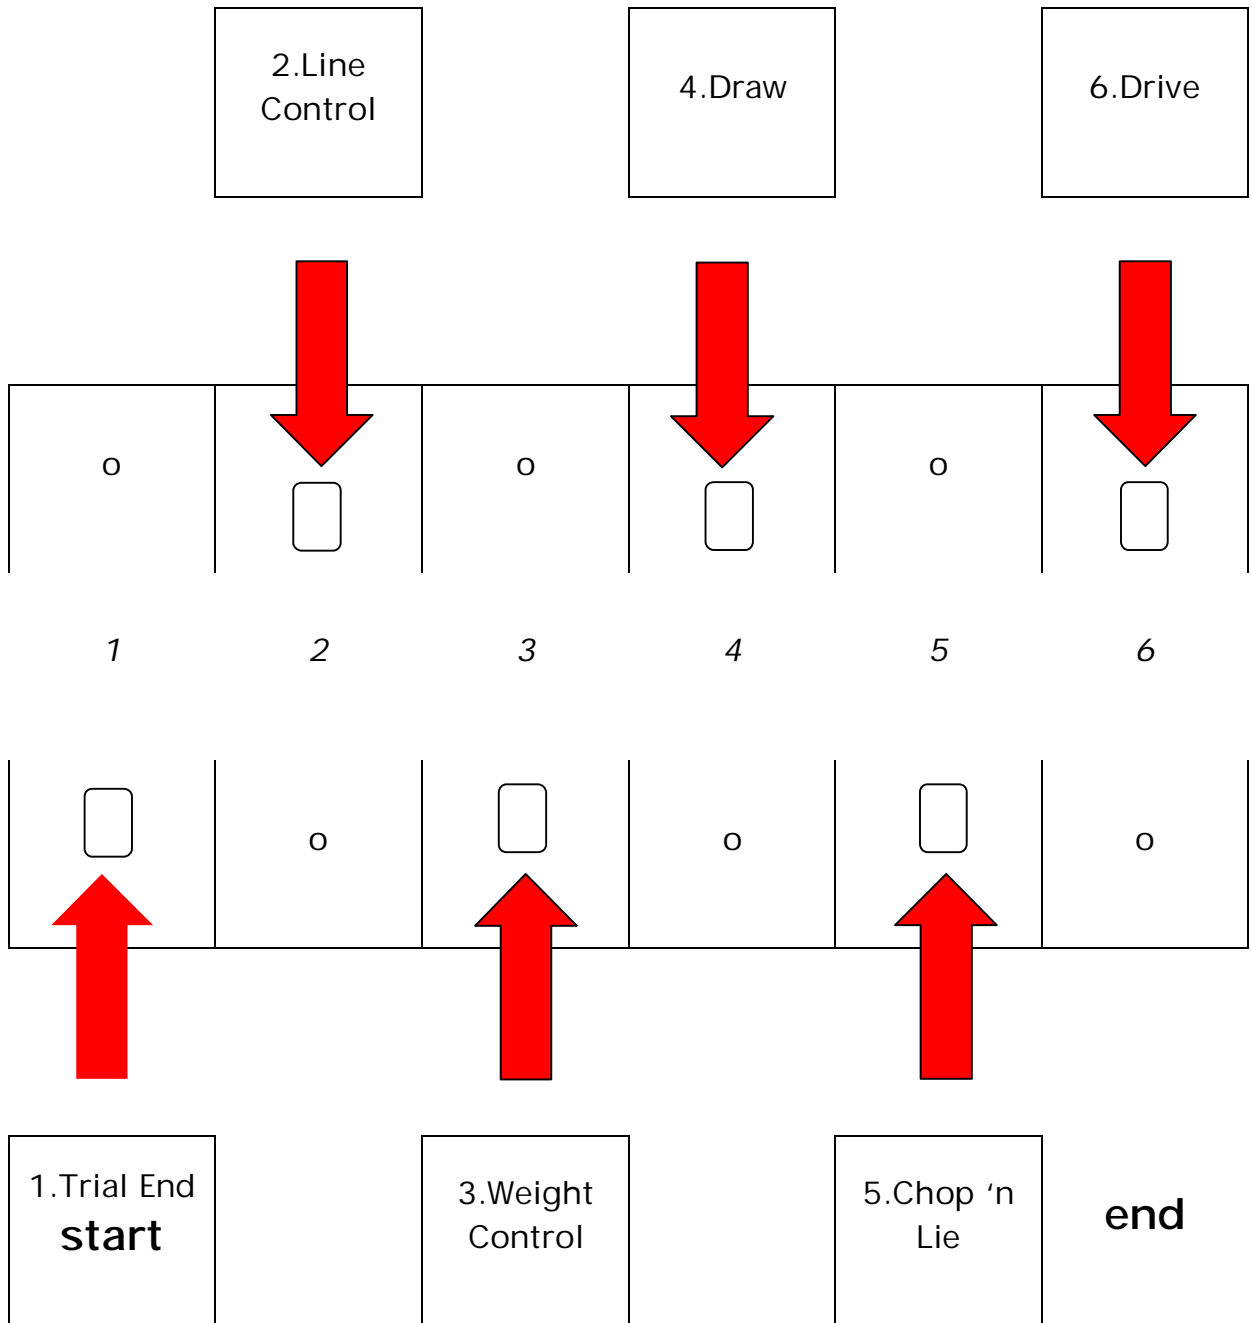 2.Line
Control
4.Draw
6.Drive
o
o
o
1
2
3
4
5
6
o
o
o
1.Trial End
start
3.Weight
Control
5.Chop ‘n
Lie
end